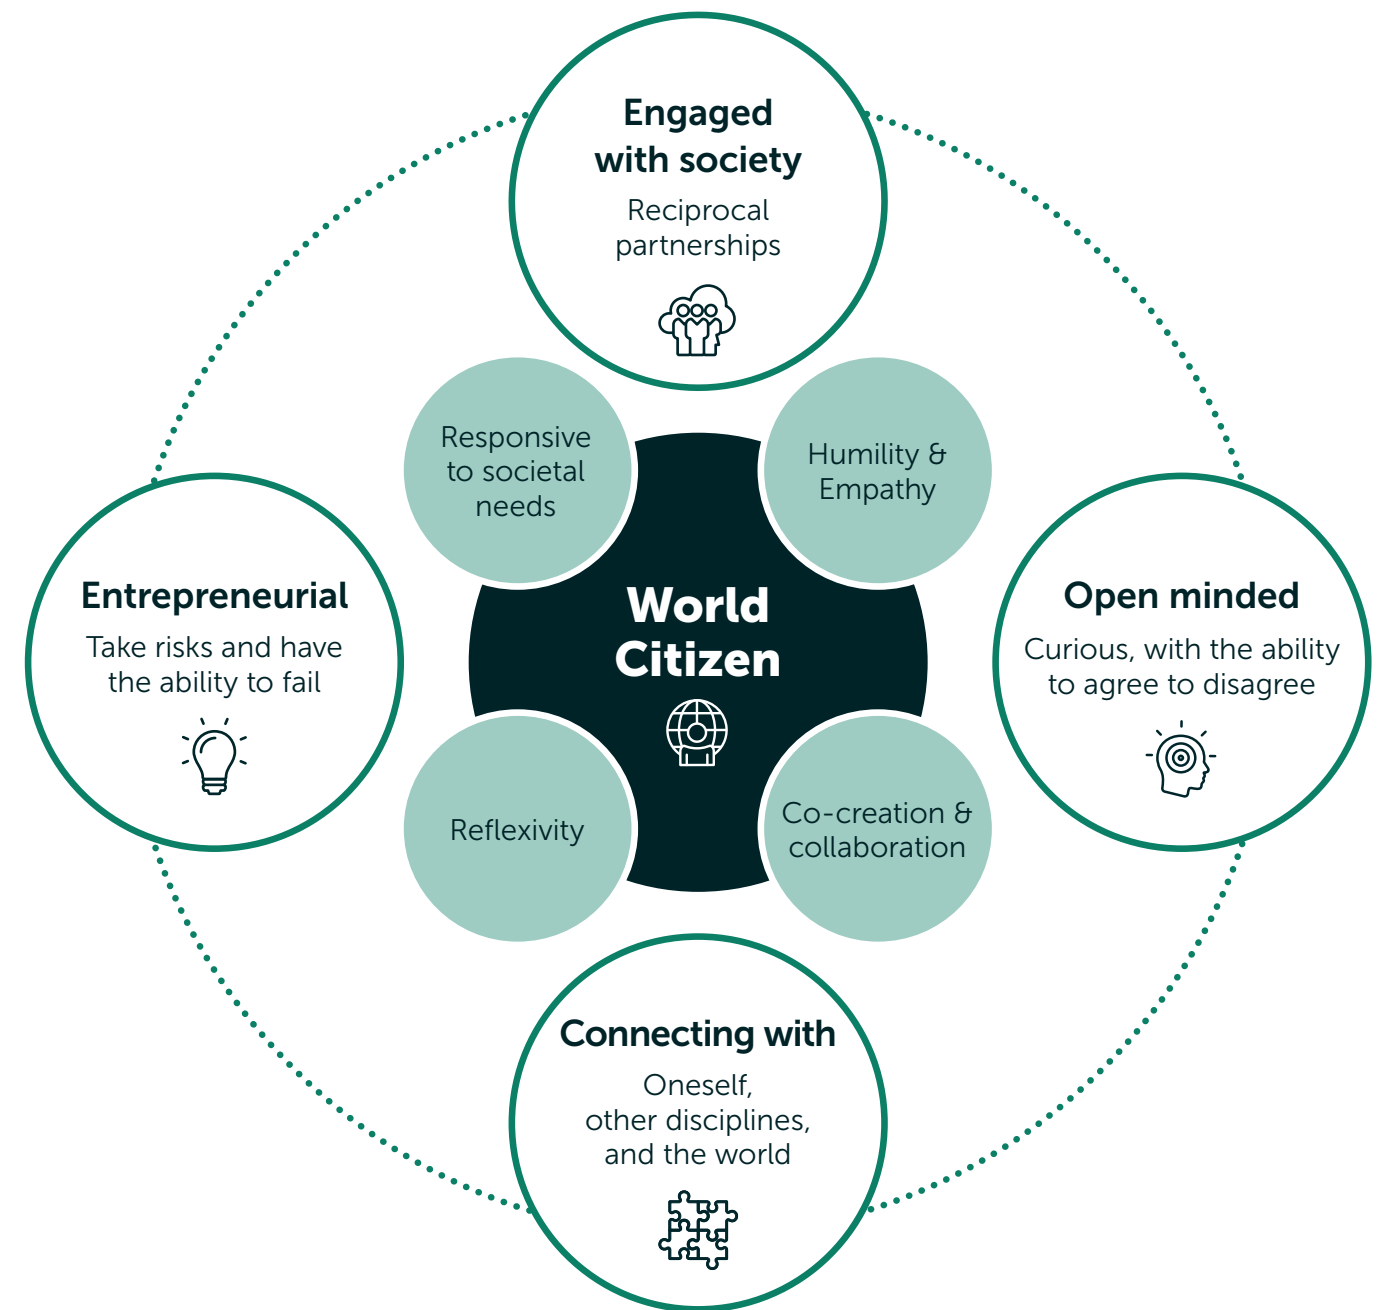 Engaged
with society
Reciprocal
partnerships
Responsive
to societal
needs
Humility &
Empathy
Entrepreneurial
Take risks and have
the ability to fail
World
Citizen
Open minded
Curious, with the ability
to agree to disagree
Reflexivity
Co-creation &
collaboration
Connecting with
Oneself,
other disciplines,
and the world